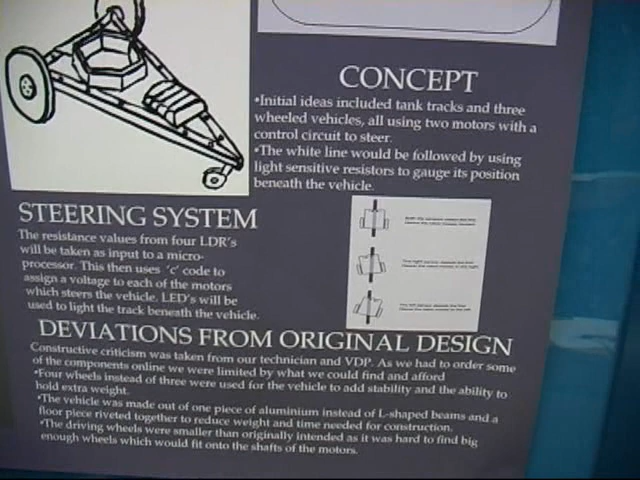 CONCEPT
•Initial ideas included tank tracks and three
wheeled vehicles, all using two motors with a
control circuit to steer.
•The white line would be followed by using
light sensitive resistors to gauge its position
beneath the vehicle.
STEERING SYSTEM
The resistance values from four LDR's
will be taken as input to a micro-
processor. This then uses 'c' code to
assign a voltage to each of the motors
which steers the vehicle. LED's will be
used to light the track beneath the vehicle.
DEVIATIONS FROM ORIGINAL DESIGN
Constructive criticism was taken from our technician and VDP. As we had to order some
of the components online we were limited by what we could find and afford
•Four wheels instead of three were used for the vehicle to add stability and the ability to
hold extra weight.
•The vehicle was made out of one piece of aluminium instead of L-shaped beams and a
floor piece riveted together to reduce weight and time needed for construction.
•The driving wheels were smaller than originally intended as it was hard to find big
enough wheels which would fit onto the shafts of the motors.